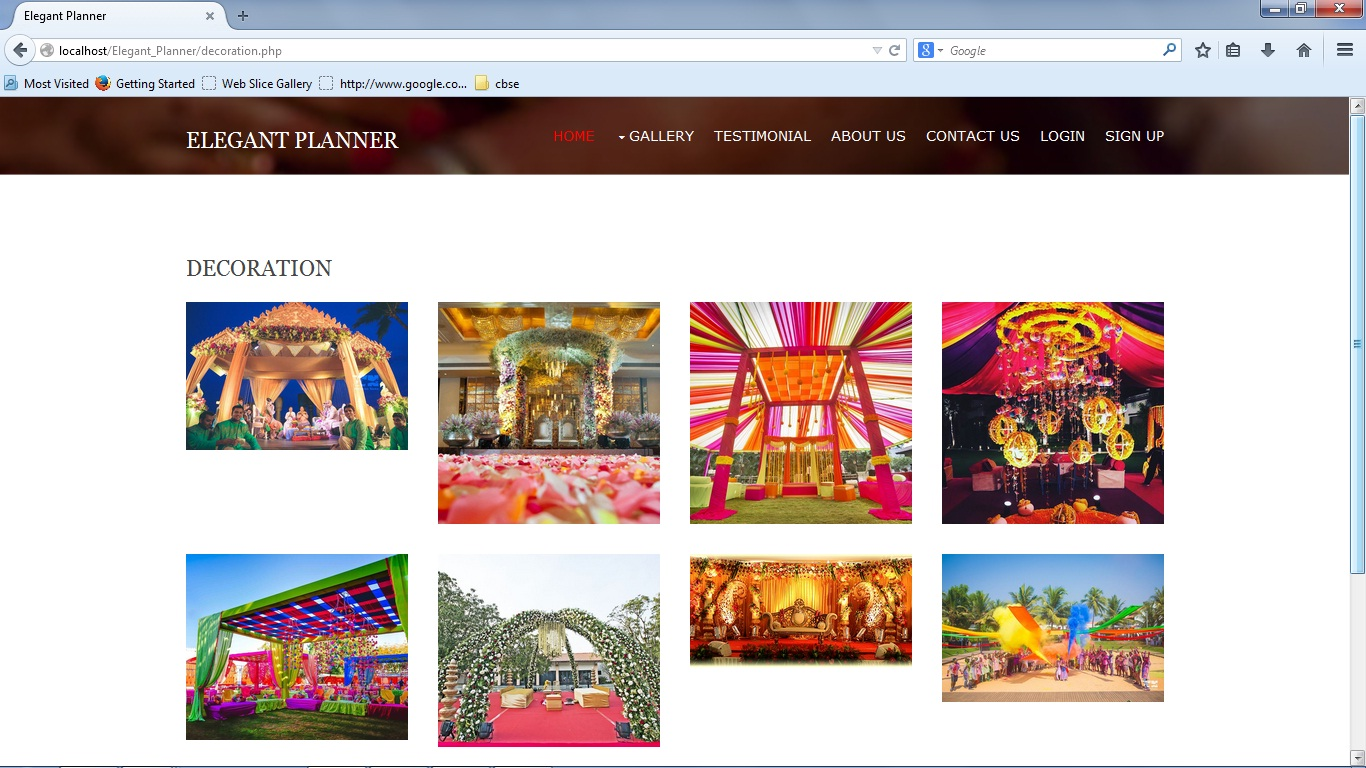 Elegant Planner
localhost/Elegant_Planner/decoration.php
Google
Most Visited Getting Started Web Slice Gallery http://www.google.co... cbse
ELEGANT PLANNER
HOME GALLERY TESTIMONIAL ABOUT US CONTACT US LOGIN SIGN UP
DECORATION